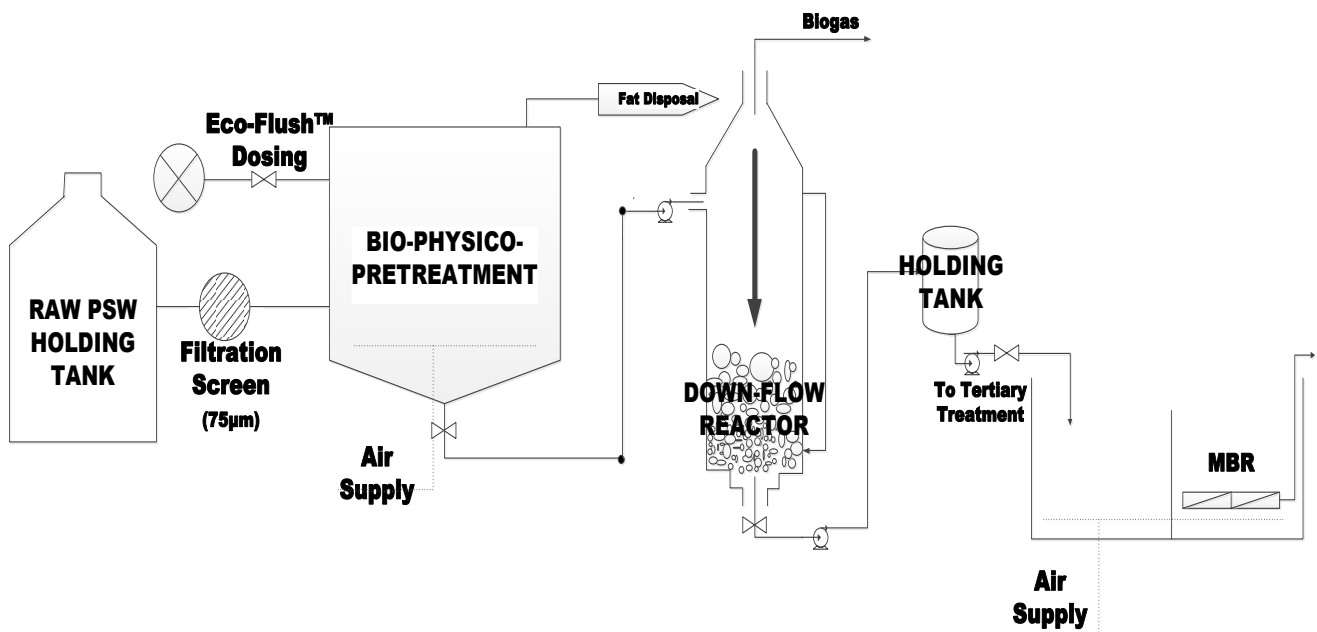 Biogas
Fat Disposal
Eco-Flush™
Dosing
BIO-PHYSICO-
PRETREATMENT
RAW PSW
HOLDING
TANK
Filtration
Screen
(75µm)
Air
Supply
DOWN-FLOW
REACTOR
HOLDING
TANK
To Tertiary
Treatment
MBR
Air
Supply